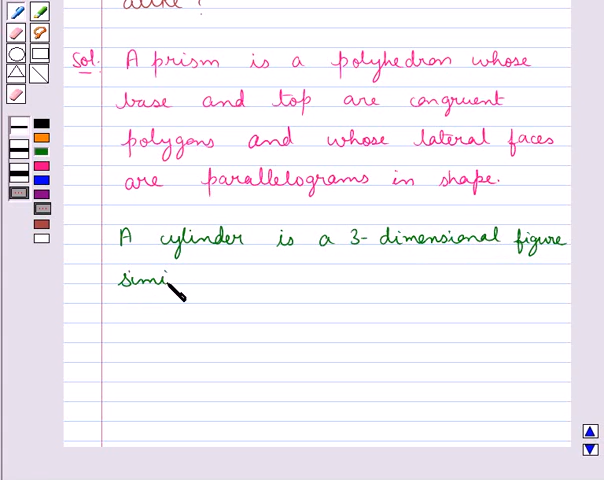 alike?
Sol. A prism is a polyhedron whose
base and top are congruent
polygons and whose lateral faces
are parallelograms in shape.
A cylinder is a 3-dimensional figure
simi